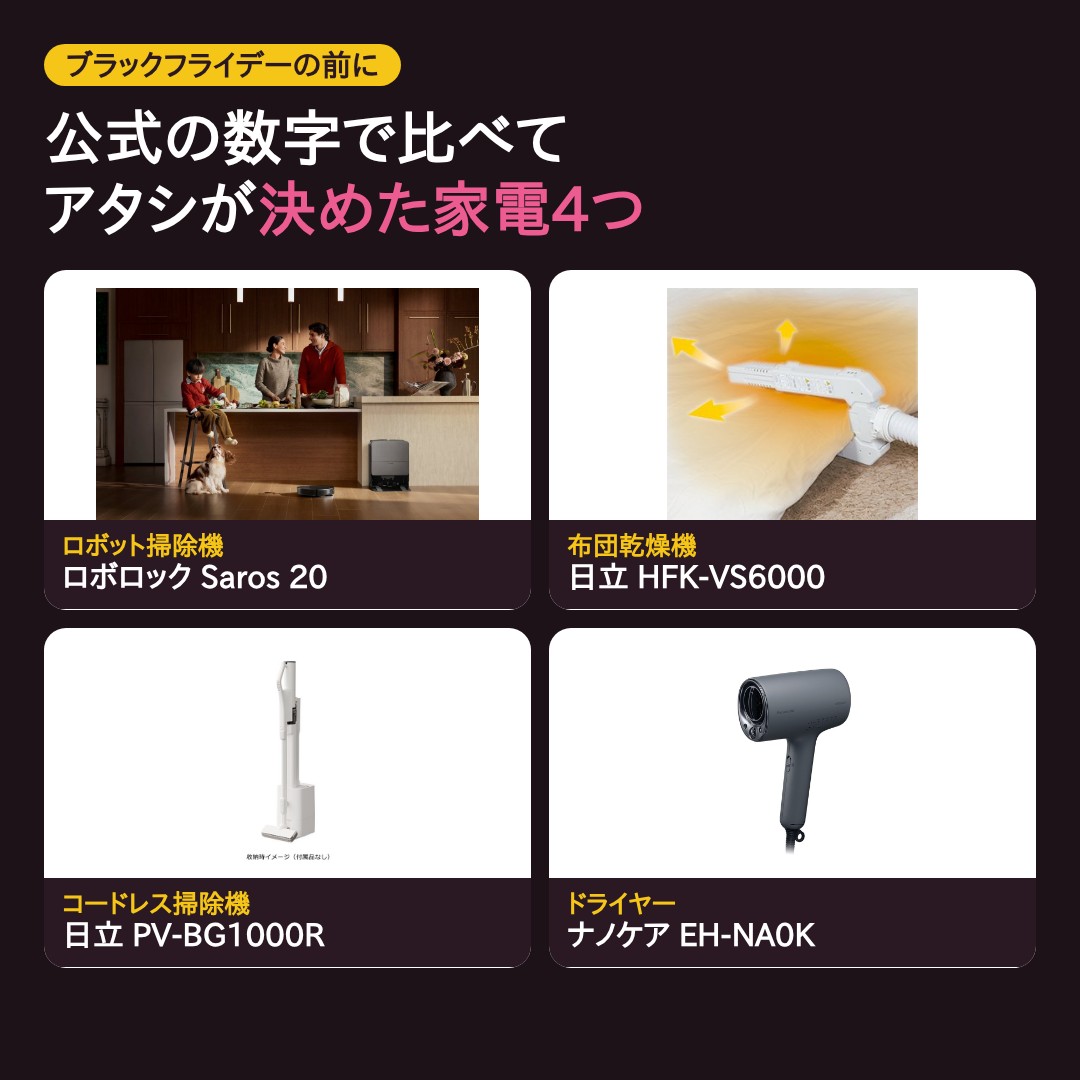 ブラックフライデーの前に
公式の数字で比べて
アタシが決めた家電4つ
ロボット掃除機
ロボロック Saros 20
布団乾燥機
日立 HFK-VS6000
収納時イメージ（付属品なし）
コードレス掃除機
日立 PV-BG1000R
ドライヤー
ナノケア EH-NA0K